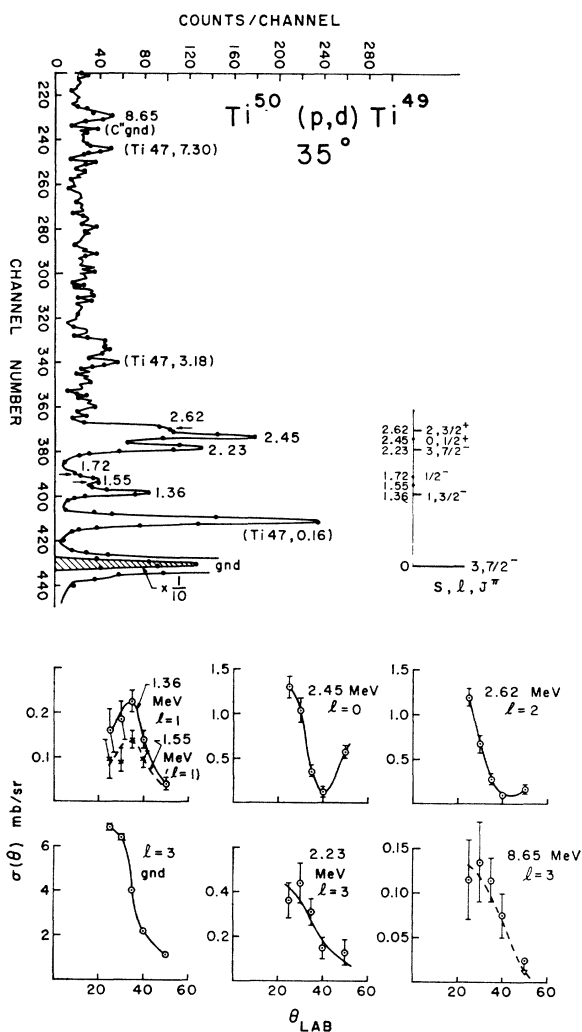 COUNTS/CHANNEL
0 40 80 120 160 200 240 280
Ti⁵⁰ (p,d) Ti⁴⁹
35°
CHANNEL NUMBER
220
240
260
280
300
320
340
360
380
400
420
440
8.65
(C"gnd)
(Ti 47, 7.30)
(Ti 47, 3.18)
2.62
2.45
2.23
1.72
1.55
1.36
(Ti 47, 0.16)
gnd
× 1/10
2.62 2, 3/2⁺
2.45 0, 1/2⁺
2.23 3, 7/2⁻
1.72 1/2⁻
1.55
1.36 1, 3/2⁻
0 3, 7/2⁻
S, ℓ, Jπ
σ(θ) mb/sr
0.2
0.1
1.36
MeV
ℓ=1
1.55
MeV
(ℓ=1)
1.5
1.0
0.5
0
2.45 MeV
ℓ=0
1.5
1.0
0.5
0
2.62 MeV
ℓ=2
6
4
2
ℓ=3
gnd
20 40 60
0.4
0.2
2.23
MeV
ℓ=3
20 40 60
0.15
0.10
0.05
8.65 MeV
ℓ=3
20 40 60
θLAB